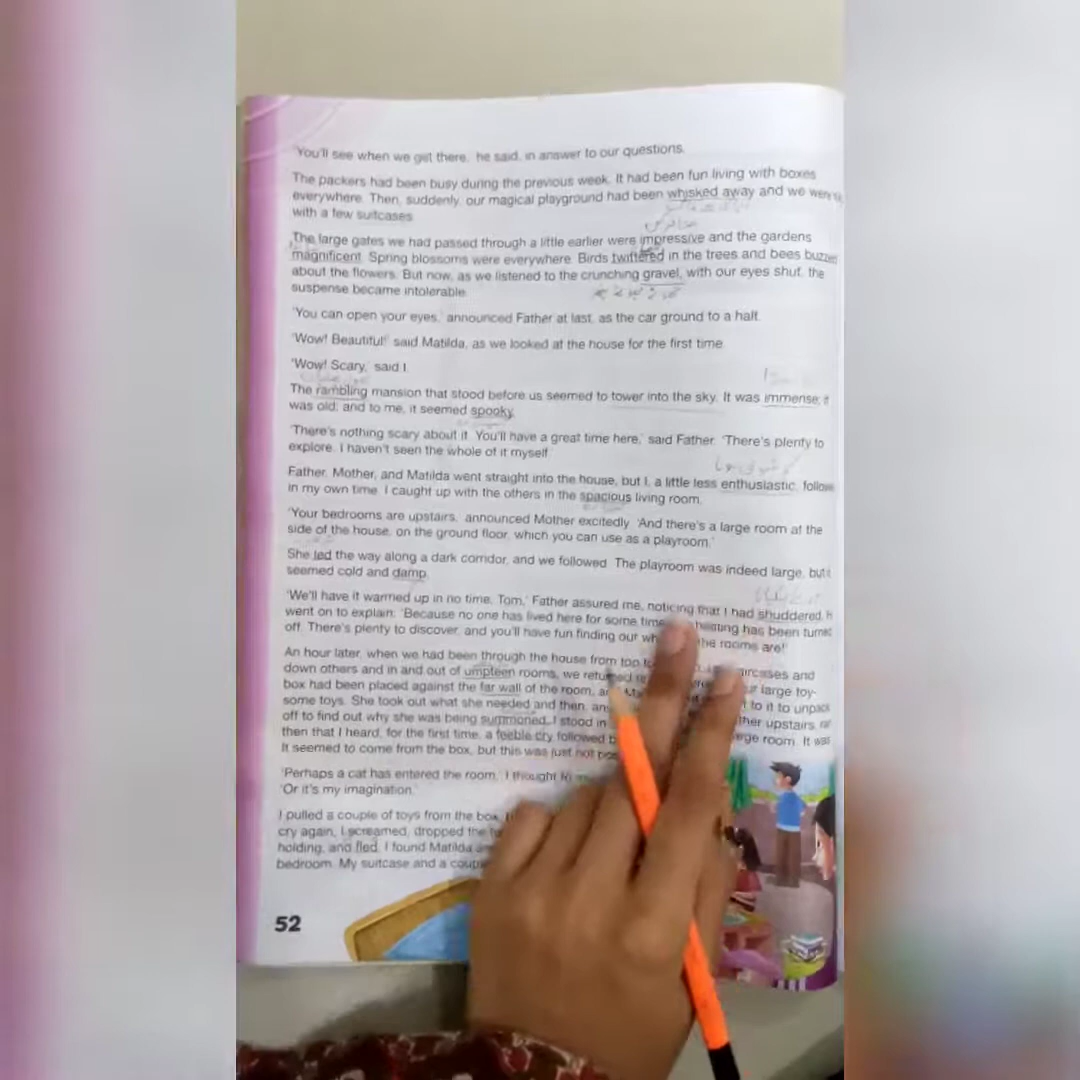 'You'll see when we get there,' he said, in answer to our questions.
The packers had been busy during the previous week. It had been fun living with boxes
everywhere. Then, suddenly, our magical playground had been whisked away and we were
with a few suitcases.
The large gates we had passed through a little earlier were impressive and the gardens
magnificent. Spring blossoms were everywhere. Birds twittered in the trees and bees buzzed
about the flowers. But now, as we listened to the crunching gravel, with our eyes shut, the
suspense became intolerable.
'You can open your eyes,' announced Father at last, as the car ground to a halt.
'Wow! Beautiful!' said Matilda, as we looked at the house for the first time.
'Wow! Scary,' said I.
The rambling mansion that stood before us seemed to tower into the sky. It was immense; it
was old; and to me, it seemed spooky.
'There's nothing scary about it. You'll have a great time here,' said Father. 'There's plenty to
explore. I haven't seen the whole of it myself.'
Father, Mother, and Matilda went straight into the house, but I, a little less enthusiastic, follow
in my own time. I caught up with the others in the spacious living room.
'Your bedrooms are upstairs,' announced Mother excitedly. 'And there's a large room at the
side of the house, on the ground floor, which you can use as a playroom.'
She led the way along a dark corridor, and we followed. The playroom was indeed large, but it
seemed cold and damp.
'We'll have it warmed up in no time, Tom,' Father assured me, noticing that I had shuddered. H
went on to explain: 'Because no one has lived here for some time heating has been turned
off. There's plenty to discover, and you'll have fun finding out the rooms are!'
An hour later, when we had been through the house from top staircases and
down others and in and out of umpteen rooms, we returned our large toy-
box had been placed against the far wall of the room, to it to unpack
some toys. She took out what she needed and then, upstairs, ran
off to find out why she was being summoned. I stood in large room. It was
then that I heard, for the first time, a feeble cry followed
It seemed to come from the box, but this was just not
'Perhaps a cat has entered the room,' I thought to
'Or it's my imagination.'
I pulled a couple of toys from the box.
cry again, I screamed, dropped the
holding, and fled. I found Matilda
bedroom. My suitcase and a couple
52